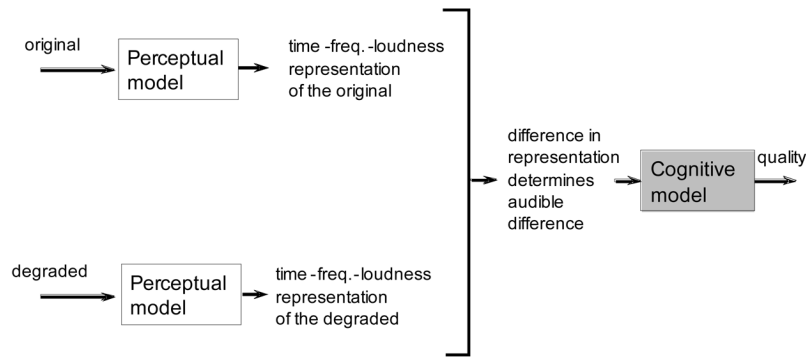 original
Perceptual
model
time -freq. -loudness
representation
of the original
difference in
representation
determines
audible
difference
Cognitive
model
quality
degraded
Perceptual
model
time -freq. -loudness
representation
of the degraded